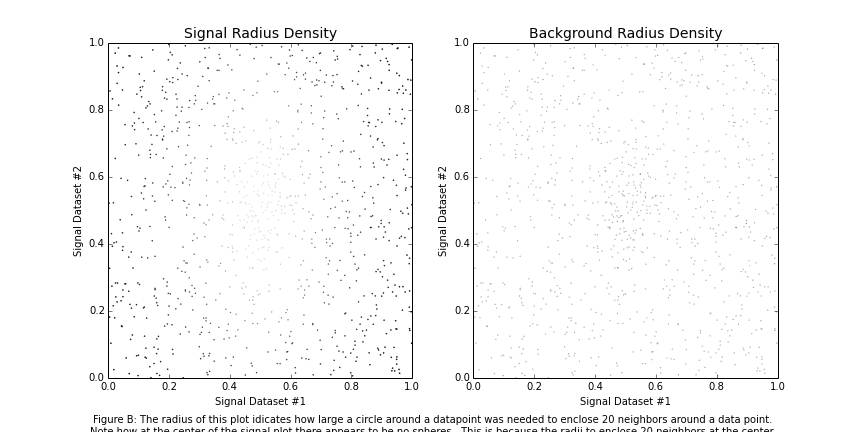 Signal Radius Density
Background Radius Density
1.0
0.8
0.6
0.4
0.2
0.0
Signal Dataset #2
0.0 0.2 0.4 0.6 0.8 1.0
Signal Dataset #1
1.0
0.8
0.6
0.4
0.2
0.0
Signal Dataset #2
0.0 0.2 0.4 0.6 0.8 1.0
Signal Dataset #1
Figure B: The radius of this plot idicates how large a circle around a datapoint was needed to enclose 20 neighbors around a data point.
Note how at the center of the signal plot there appears to be no spheres. This is because the radii to enclose 20 neighbors at the center